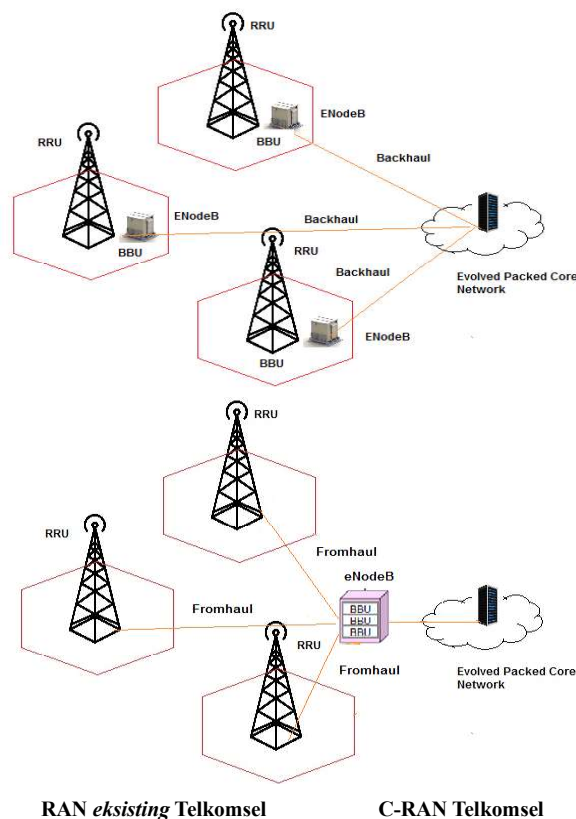 RRU
ENodeB
BBU
Backhaul
RRU
ENodeB
BBU
Backhaul
RRU
Backhaul
Evolved Packed Core
Network
ENodeB
BBU
RRU
RRU
Fromhaul
eNodeB
BBU
BBU
BBU
Fromhaul
RRU
Fromhaul
Evolved Packed Core
Network
RAN eksisting Telkomsel
C-RAN Telkomsel